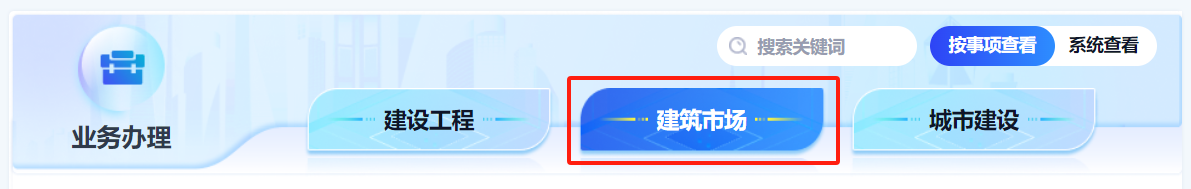 搜索关键词
按事项查看
系统查看
业务办理
建设工程
建筑市场
城市建设